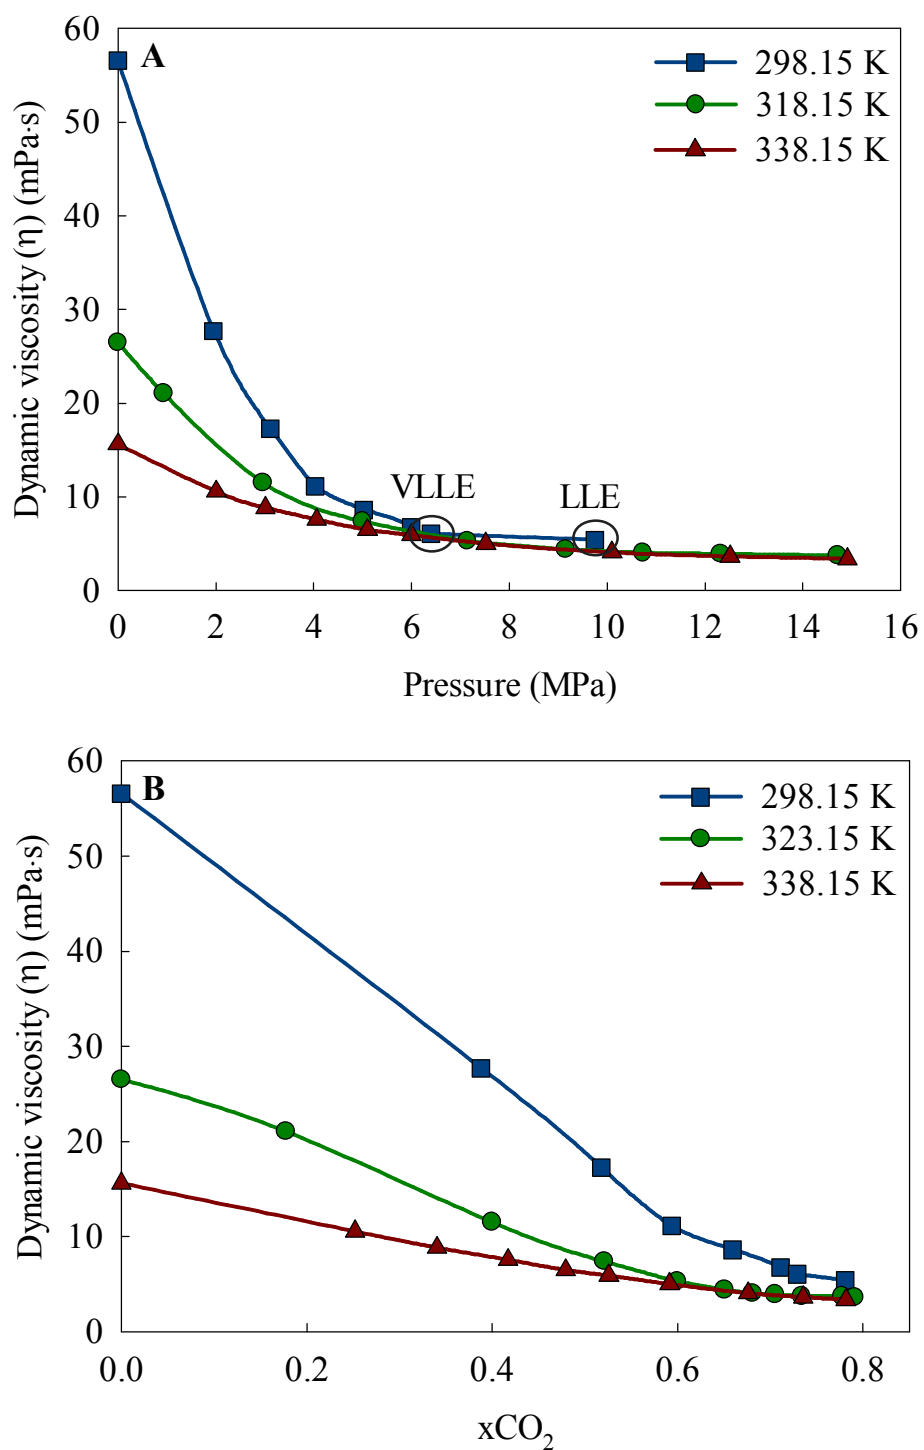 60
A
298.15 K
50
318.15 K
338.15 K
40
Dynamic viscosity (η) (mPa·s)
30
20
VLLE
LLE
10
0
0 2 4 6 8 10 12 14 16
Pressure (MPa)
60
B
298.15 K
50
323.15 K
338.15 K
40
Dynamic viscosity (η) (mPa·s)
30
20
10
0
0.0 0.2 0.4 0.6 0.8
xCO₂